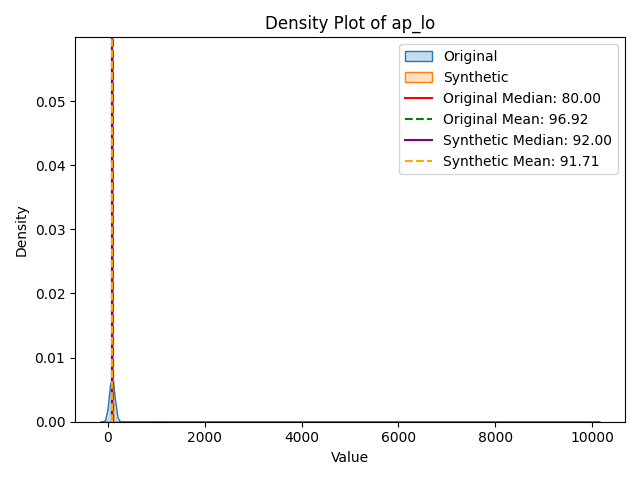 Density Plot of ap_lo
Original
Synthetic
Original Median: 80.00
Original Mean: 96.92
Synthetic Median: 92.00
Synthetic Mean: 91.71
Density
0.05
0.04
0.03
0.02
0.01
0.00
0 2000 4000 6000 8000 10000
Value